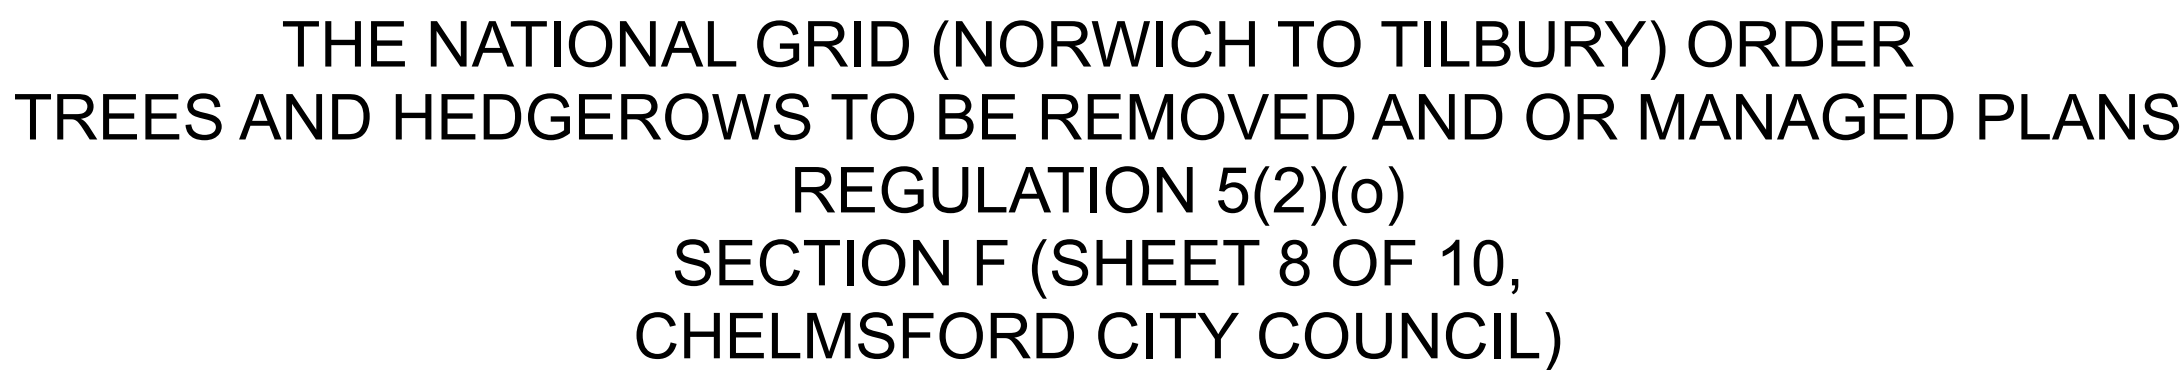 THE NATIONAL GRID (NORWICH TO TILBURY) ORDER
TREES AND HEDGEROWS TO BE REMOVED AND OR MANAGED PLANS
REGULATION 5(2)(o)
SECTION F (SHEET 8 OF 10,
CHELMSFORD CITY COUNCIL)